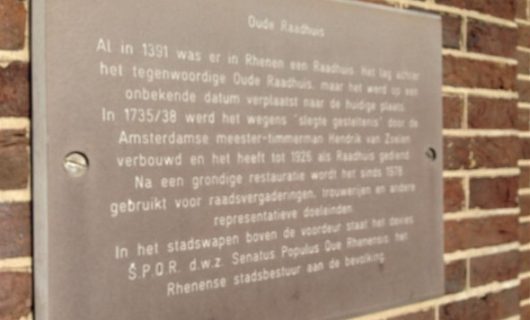 Oude Raadhuis
Al in 1391 was er in Rhenen een Raadhuis. Het lag achter
het tegenwoordige Oude Raadhuis, maar het werd op een
onbekende datum verplaatst naar de huidige plaats.
In 1735/38 werd het wegens "slegte gesteltenis" door de
Amsterdamse meester-timmerman Hendrik van Zoelen
verbouwd en het heeft tot 1926 als Raadhuis gediend.
Na een grondige restauratie wordt het sinds 1978
gebruikt voor raadsvergaderingen, trouwerijen en andere
representatieve doeleinden.
In het stadswapen boven de voordeur staat het devies
S.P.Q.R. d.w.z. Senatus Populus Que Rhenensis: het
Rhenense stadsbestuur aan de bevolking.